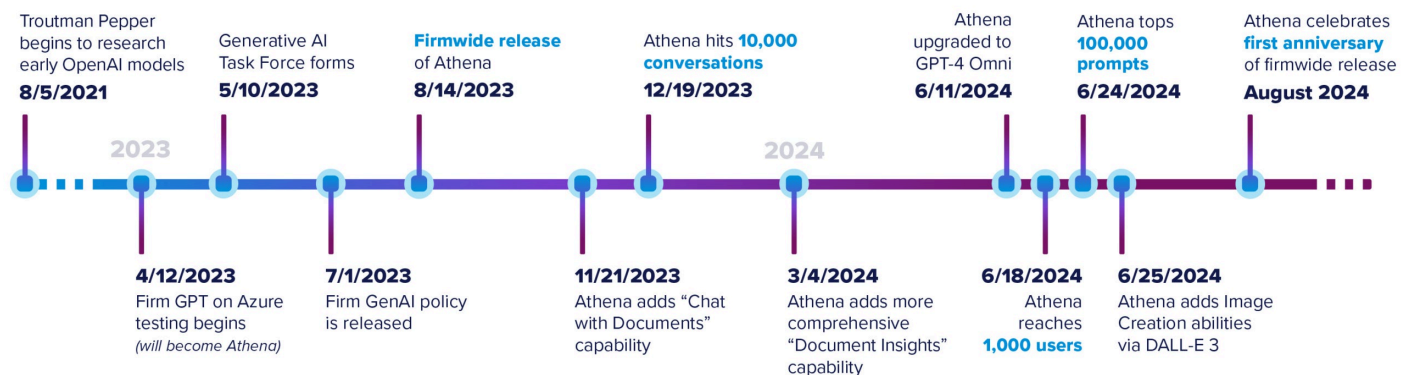 Troutman Pepper
begins to research
early OpenAI models
8/5/2021
Generative AI
Task Force forms
5/10/2023
Firmwide release
of Athena
8/14/2023
Athena hits 10,000
conversations
12/19/2023
Athena
upgraded to
GPT-4 Omni
6/11/2024
Athena tops
100,000
prompts
6/24/2024
Athena celebrates
first anniversary
of firmwide release
August 2024
2023
2024
4/12/2023
Firm GPT on Azure
testing begins
(will become Athena)
7/1/2023
Firm GenAI policy
is released
11/21/2023
Athena adds “Chat
with Documents”
capability
3/4/2024
Athena adds more
comprehensive
“Document Insights”
capability
6/18/2024
Athena
reaches
1,000 users
6/25/2024
Athena adds Image
Creation abilities
via DALL-E 3